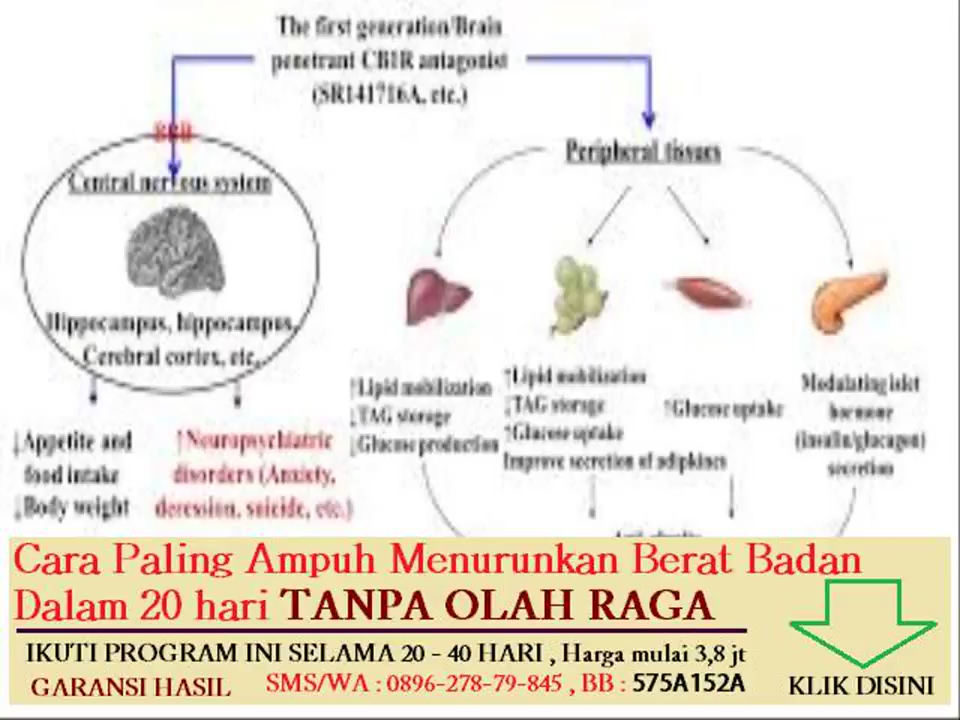 The first generation/Brain
penetrant CB1R antagonist
(SR141716A, etc.)
BBB
Peripheral tissues
Central nervous system
Hippocampus, hippocampus,
Cerebral cortex, etc.
↓Appetite and
food intake
↓Body weight
↑Neuropsychiatric
disorders (Anxiety,
deression, suicide, etc.)
↑Lipid mobilization
↓TAG storage
↓Glucose production
↑Lipid mobilization
↓TAG storage
↑Glucose uptake
Improve secretion of adipkines
↑Glucose uptake
Modulating islet
hormone
(insulin/glucagon)
secretion
Cara Paling Ampuh Menurunkan Berat Badan
Dalam 20 hari TANPA OLAH RAGA
IKUTI PROGRAM INI SELAMA 20 - 40 HARI , Harga mulai 3,8 jt
GARANSI HASIL SMS/WA : 0896-278-79-845 , BB : 575A152A
KLIK DISINI